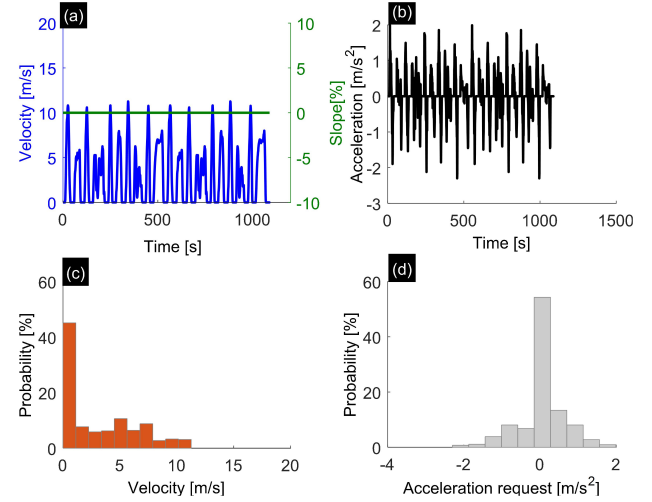 (a)
Velocity [m/s]
20
15
10
5
0
10
5
0
-5
-10
Slope[%]
0 500 1000
Time [s]
(b)
Acceleration [m/s²]
2
1
0
-1
-2
-3
0 500 1000 1500
Time [s]
(c)
Probability [%]
60
40
20
0
0 5 10 15 20
Velocity [m/s]
(d)
Probability [%]
60
40
20
0
-4 -2 0 2
Acceleration request [m/s²]